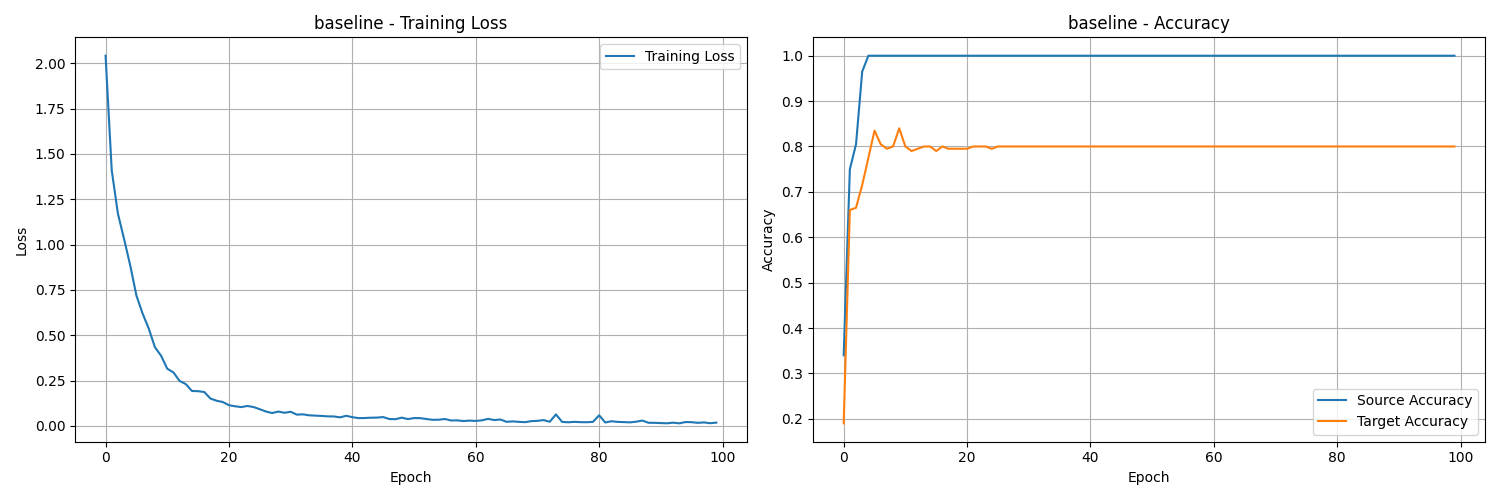 baseline - Training Loss
Training Loss
2.00
1.75
1.50
1.25
1.00
0.75
0.50
0.25
0.00
Loss
0 20 40 60 80 100
Epoch
baseline - Accuracy
1.0
0.9
0.8
0.7
0.6
0.5
0.4
0.3
0.2
Accuracy
Source Accuracy
Target Accuracy
0 20 40 60 80 100
Epoch